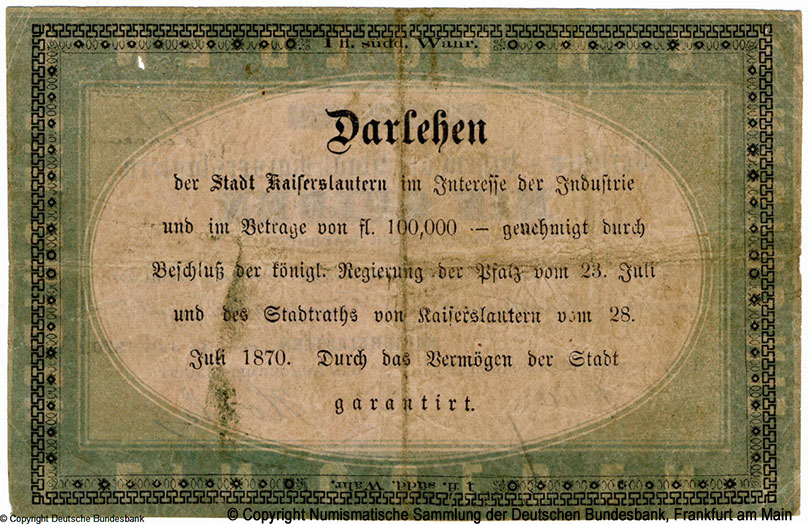 1 fl. südd. Währ.
Darlehen
der Stadt Kaiserslautern im Interesse der Industrie
und im Betrage von fl. 100,000 — genehmigt durch
Beschluß der königl. Regierung der Pfalz vom 23. Juli
und des Stadtraths von Kaiserslautern vom 28.
Juli 1870. Durch das Vermögen der Stadt
garantirt.
1 fl. südd. Währ.
© Copyright Deutsche Bundesbank
© Copyright Numismatische Sammlung der Deutschen Bundesbank, Frankfurt am Main